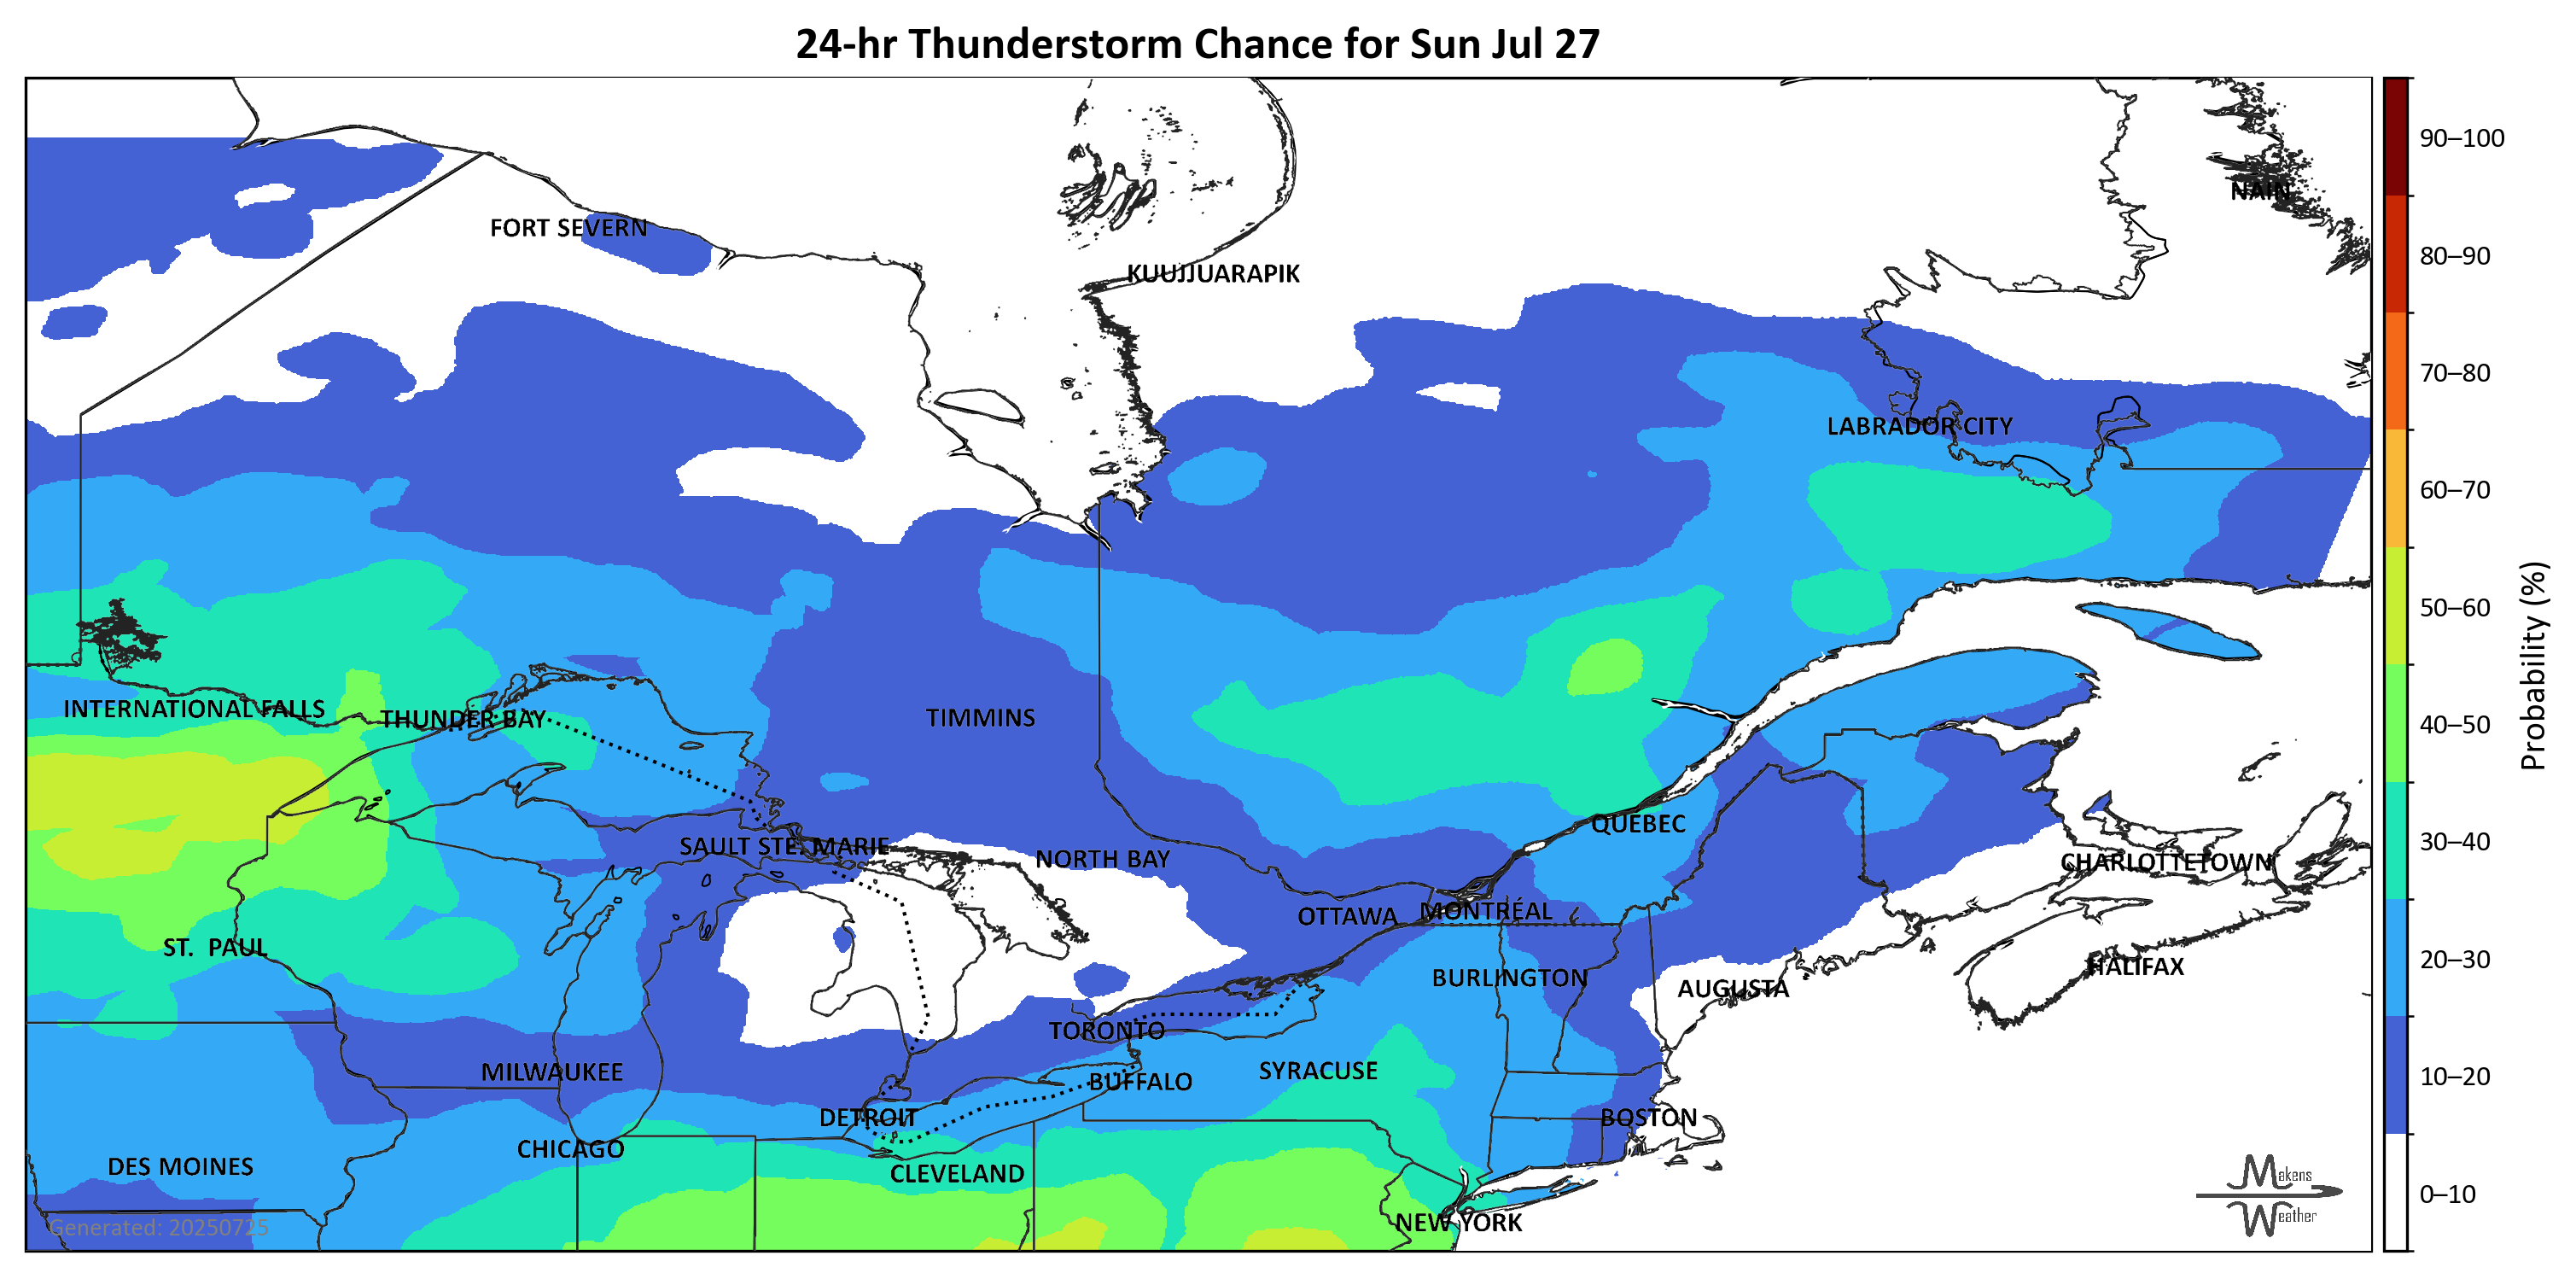 24-hr Thunderstorm Chance for Sun Jul 27
90–100
NAIN
FORT SEVERN
80–90
KUUJJUARAPIK
70–80
LABRADOR CITY
60–70
50–60
Probability (%)
INTERNATIONAL FALLS
THUNDER BAY
TIMMINS
40–50
QUEBEC
SAULT STE. MARIE
NORTH BAY
CHARLOTTETOWN
30–40
OTTAWA
MONTRÉAL
ST. PAUL
BURLINGTON
AUGUSTA
HALIFAX
20–30
TORONTO
MILWAUKEE
BUFFALO
SYRACUSE
10–20
DETROIT
BOSTON
CHICAGO
DES MOINES
CLEVELAND
Makens
Weather
0–10
NEW YORK
Generated: 20250725